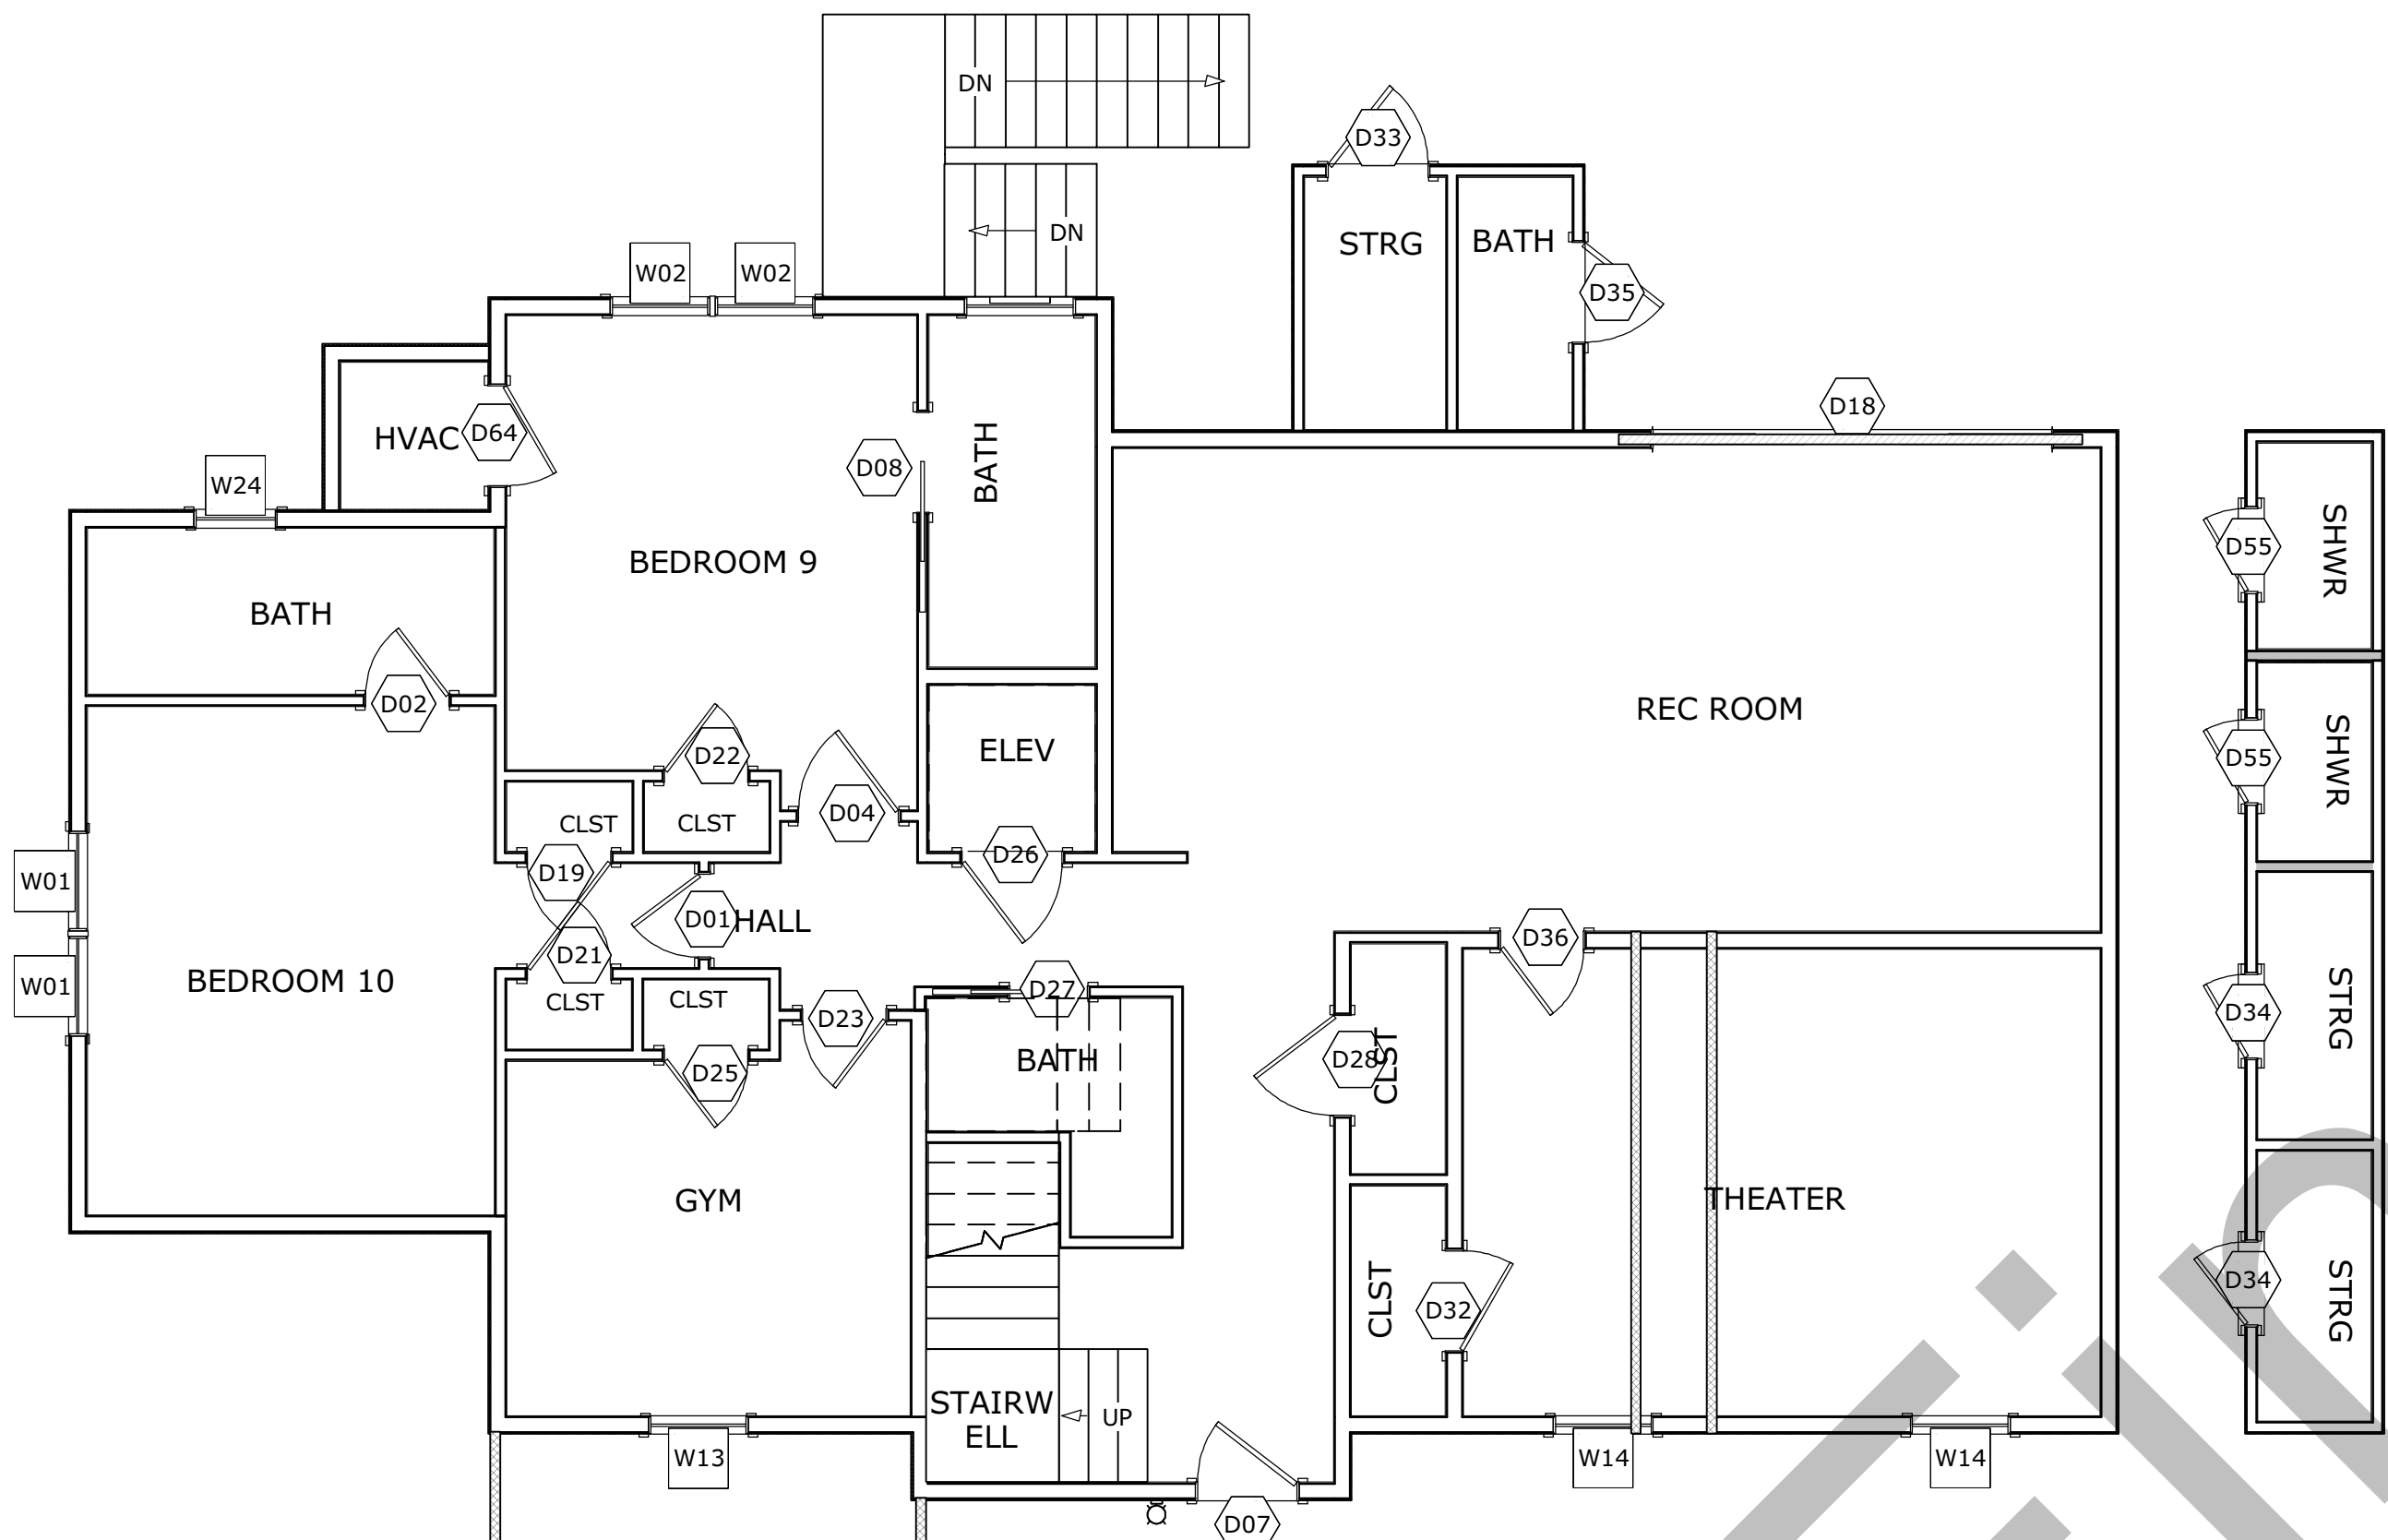 DN
D33
DN
STRG
BATH
W02
W02
D35
D18
HVAC
D64
D08
BATH
W24
SHWR
D55
BEDROOM 9
BATH
D02
REC ROOM
D22
ELEV
D55
SHWR
CLST
CLST
D04
D26
W01
D19
D01
HALL
D36
D21
W01
BEDROOM 10
CLST
CLST
D23
D27
D34
STRG
BATH
D28
CLST
D25
GYM
THEATER
D34
STRG
CLST
D32
STAIRW
ELL
UP
W13
W14
W14
D07